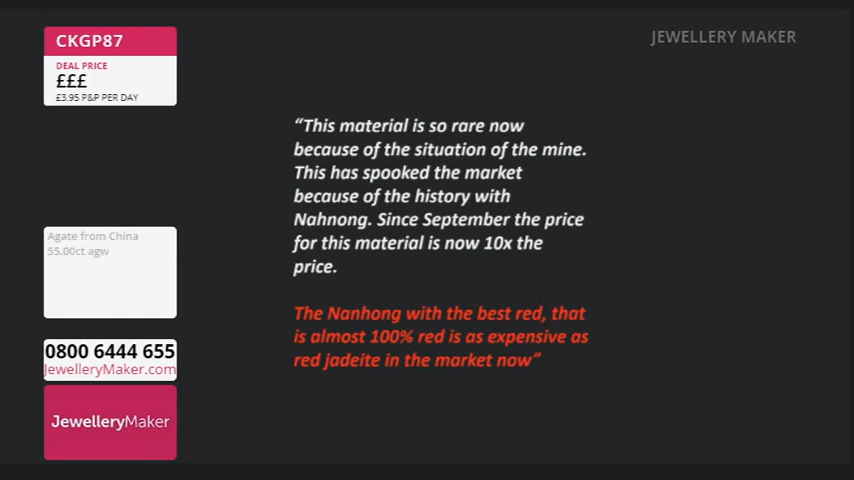 CKGP87
DEAL PRICE
£££
£3.95 P&P PER DAY
JEWELLERY MAKER
“This material is so rare now
because of the situation of the mine.
This has spooked the market
because of the history with
Nahnong. Since September the price
for this material is now 10x the
price.
The Nanhong with the best red, that
is almost 100% red is as expensive as
red jadeite in the market now”
Agate from China
55.00ct agw
0800 6444 655
JewelleryMaker.com
JewelleryMaker